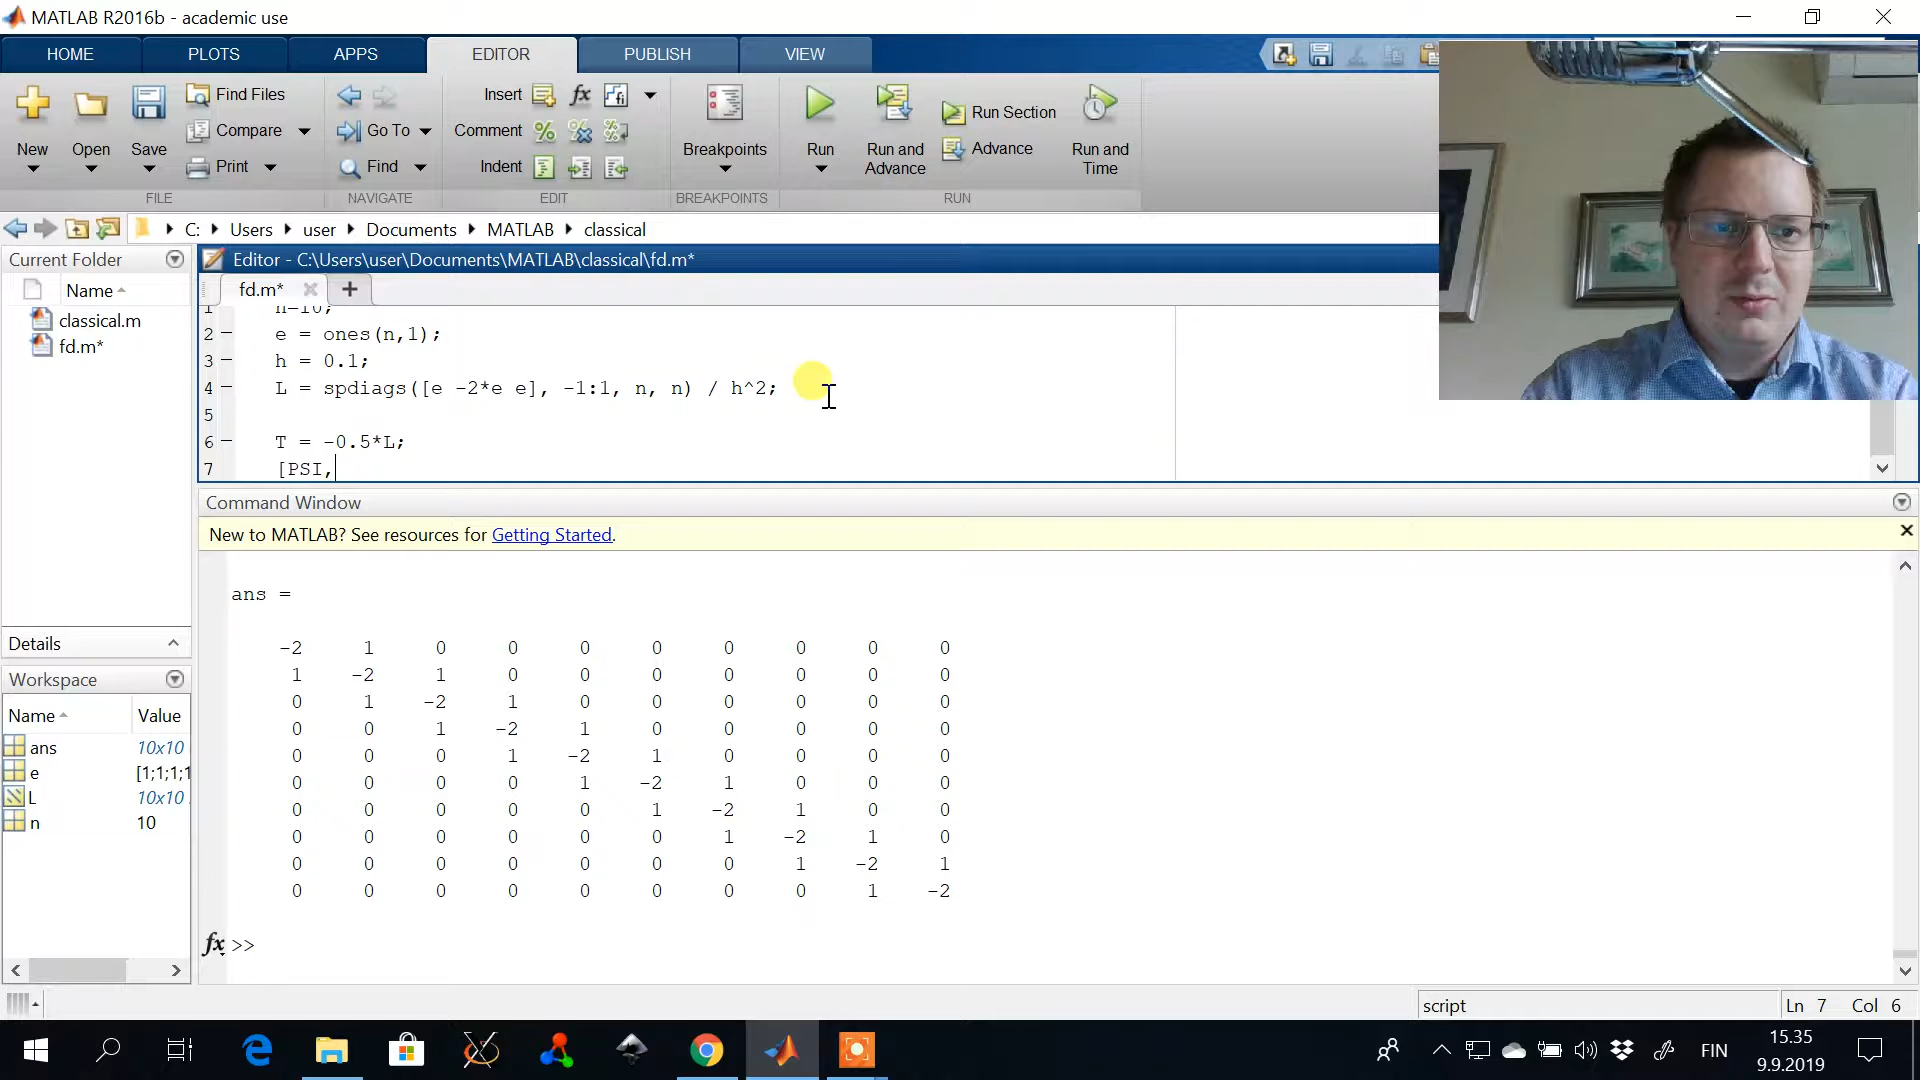 MATLAB R2016b - academic use
HOME PLOTS APPS EDITOR PUBLISH VIEW
New Open Save Find Files Compare Print
FILE
Go To Find
NAVIGATE
Insert fx fi
Comment
Indent
EDIT
Breakpoints
BREAKPOINTS
Run Run and Advance Run Section Advance Run and Time
RUN
C: Users user Documents MATLAB classical
Current Folder
Name
classical.m
fd.m*
Editor - C:\Users\user\Documents\MATLAB\classical\fd.m*
fd.m*
1 n=10;
2 e = ones(n,1);
3 h = 0.1;
4 L = spdiags([e -2*e e], -1:1, n, n) / h^2;
5
6 T = -0.5*L;
7 [PSI,
Command Window
New to MATLAB? See resources for Getting Started.
ans =
-2 1 0 0 0 0 0 0 0 0
1 -2 1 0 0 0 0 0 0 0
0 1 -2 1 0 0 0 0 0 0
0 0 1 -2 1 0 0 0 0 0
0 0 0 1 -2 1 0 0 0 0
0 0 0 0 1 -2 1 0 0 0
0 0 0 0 0 1 -2 1 0 0
0 0 0 0 0 0 1 -2 1 0
0 0 0 0 0 0 0 1 -2 1
0 0 0 0 0 0 0 0 1 -2
fx >>
Details
Workspace
Name Value
ans 10x10
e [1;1;1;1
L 10x10
n 10
script Ln 7 Col 6
FIN
15.35
9.9.2019